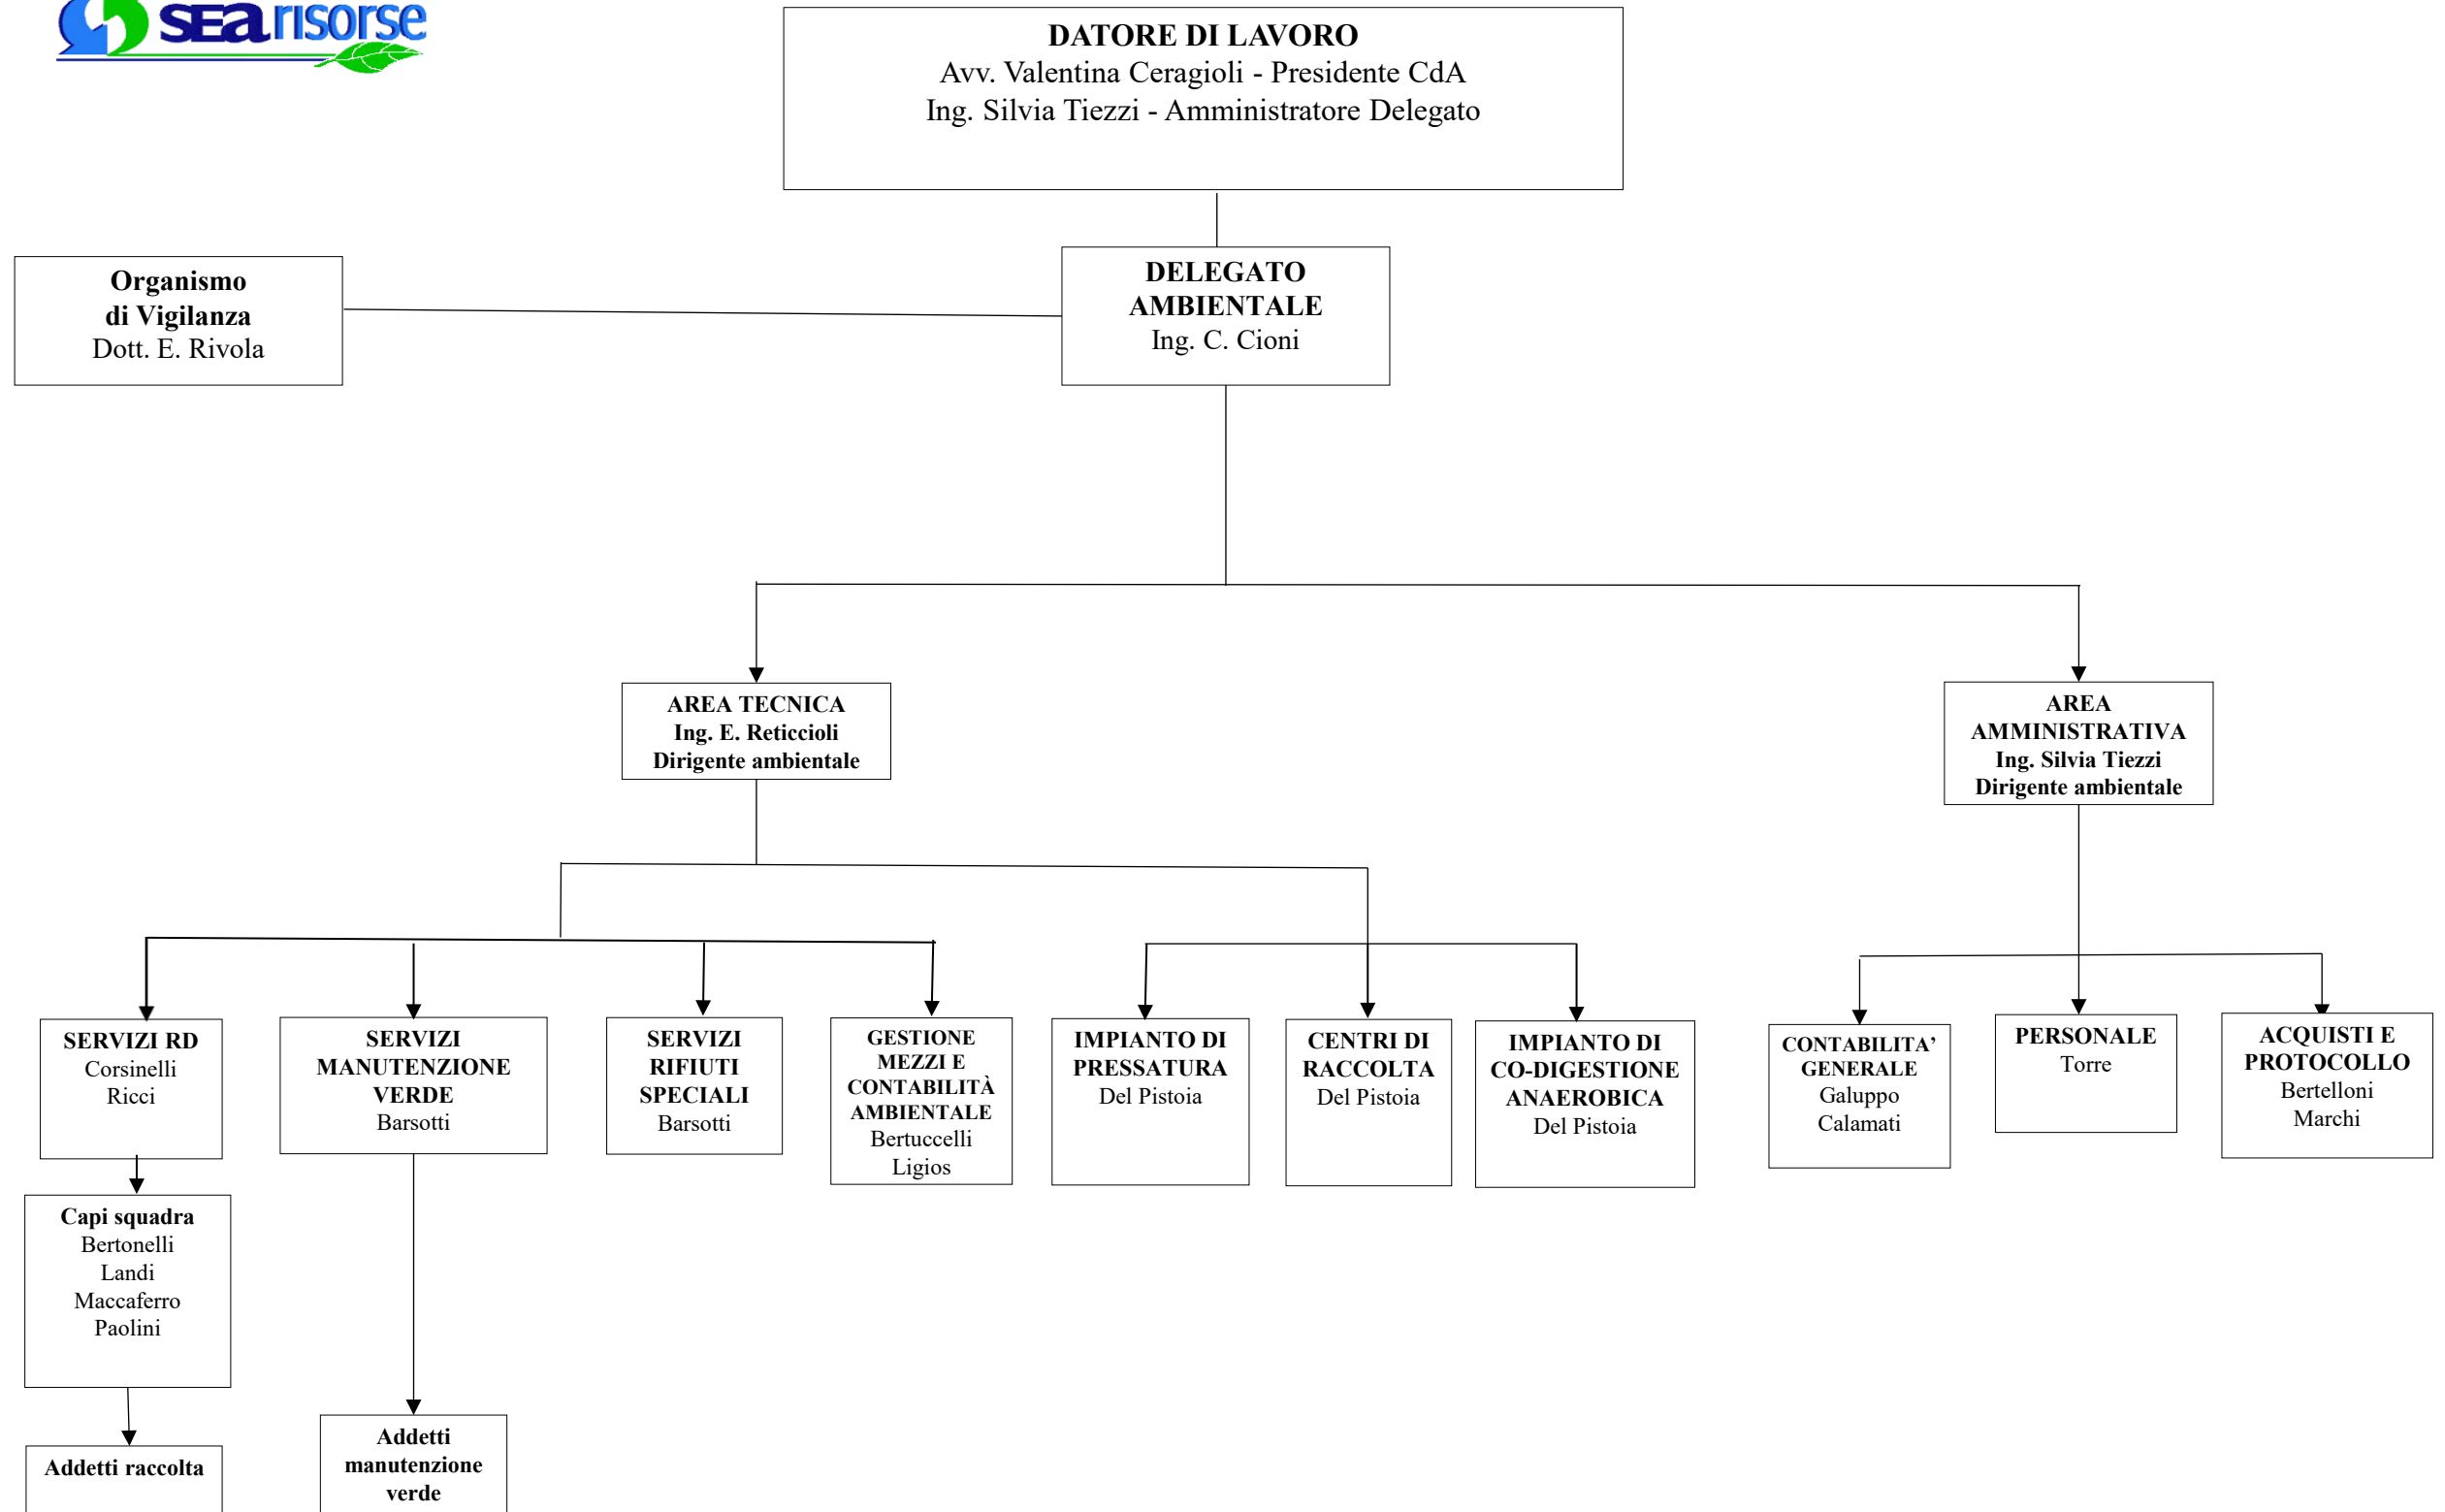 sea risorse
DATORE DI LAVORO
Avv. Valentina Ceragioli - Presidente CdA
Ing. Silvia Tiezzi - Amministratore Delegato
Organismo
di Vigilanza
Dott. E. Rivola
DELEGATO
AMBIENTALE
Ing. C. Cioni
AREA TECNICA
Ing. E. Reticcioli
Dirigente ambientale
AREA
AMMINISTRATIVA
Ing. Silvia Tiezzi
Dirigente ambientale
SERVIZI RD
Corsinelli
Ricci
SERVIZI
MANUTENZIONE
VERDE
Barsotti
SERVIZI
RIFIUTI
SPECIALI
Barsotti
GESTIONE
MEZZI E
CONTABILITÀ
AMBIENTALE
Bertuccelli
Ligios
IMPIANTO DI
PRESSATURA
Del Pistoia
CENTRI DI
RACCOLTA
Del Pistoia
IMPIANTO DI
CO-DIGESTIONE
ANAEROBICA
Del Pistoia
CONTABILITA’
GENERALE
Galuppo
Calamati
PERSONALE
Torre
ACQUISTI E
PROTOCOLLO
Bertelloni
Marchi
Capi squadra
Bertonelli
Landi
Maccaferro
Paolini
Addetti raccolta
Addetti
manutenzione
verde